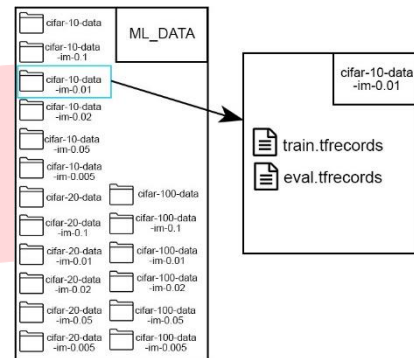 ML_DATA
cifar-10-data
cifar-10-data
-im-0.1
cifar-10-data
-im-0.01
cifar-10-data
-im-0.02
cifar-10-data
-im-0.05
cifar-10-data
-im-0.005
cifar-20-data
cifar-20-data
-im-0.1
cifar-20-data
-im-0.01
cifar-20-data
-im-0.02
cifar-20-data
-im-0.05
cifar-20-data
-im-0.005
cifar-100-data
cifar-100-data
-im-0.1
cifar-100-data
-im-0.01
cifar-100-data
-im-0.02
cifar-100-data
-im-0.05
cifar-100-data
-im-0.005
cifar-10-data
-im-0.01
train.tfrecords
eval.tfrecords